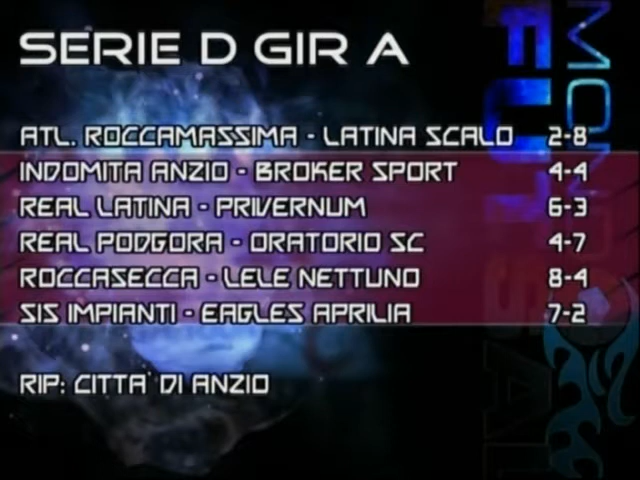 SERIE D GIR A
ATL. ROCCAMASSIMA - LATINA SCALO 2-8
INDOMITA ANZIO - BROKER SPORT 4-4
REAL LATINA - PRIVERNUM 6-3
REAL PODGORA - ORATORIO SC 4-7
ROCCASECCA - LELE NETTUNO 8-4
SIS IMPIANTI - EAGLES APRILIA 7-2
RIP: CITTA' DI ANZIO
MONDO
FUTSAL